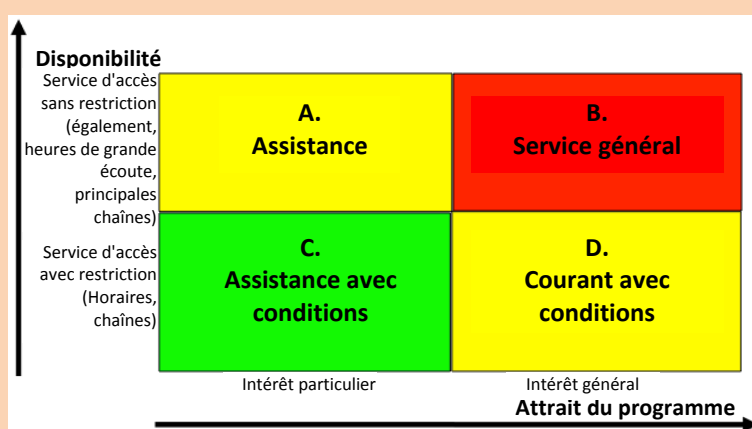 Disponibilité
Service d'accès
sans restriction
(également,
heures de grande
écoute,
principales
chaînes)
A.
Assistance
B.
Service général
Service d'accès
avec restriction
(Horaires,
chaînes)
C.
Assistance avec
conditions
D.
Courant avec
conditions
Intérêt particulier
Intérêt général
Attrait du programme